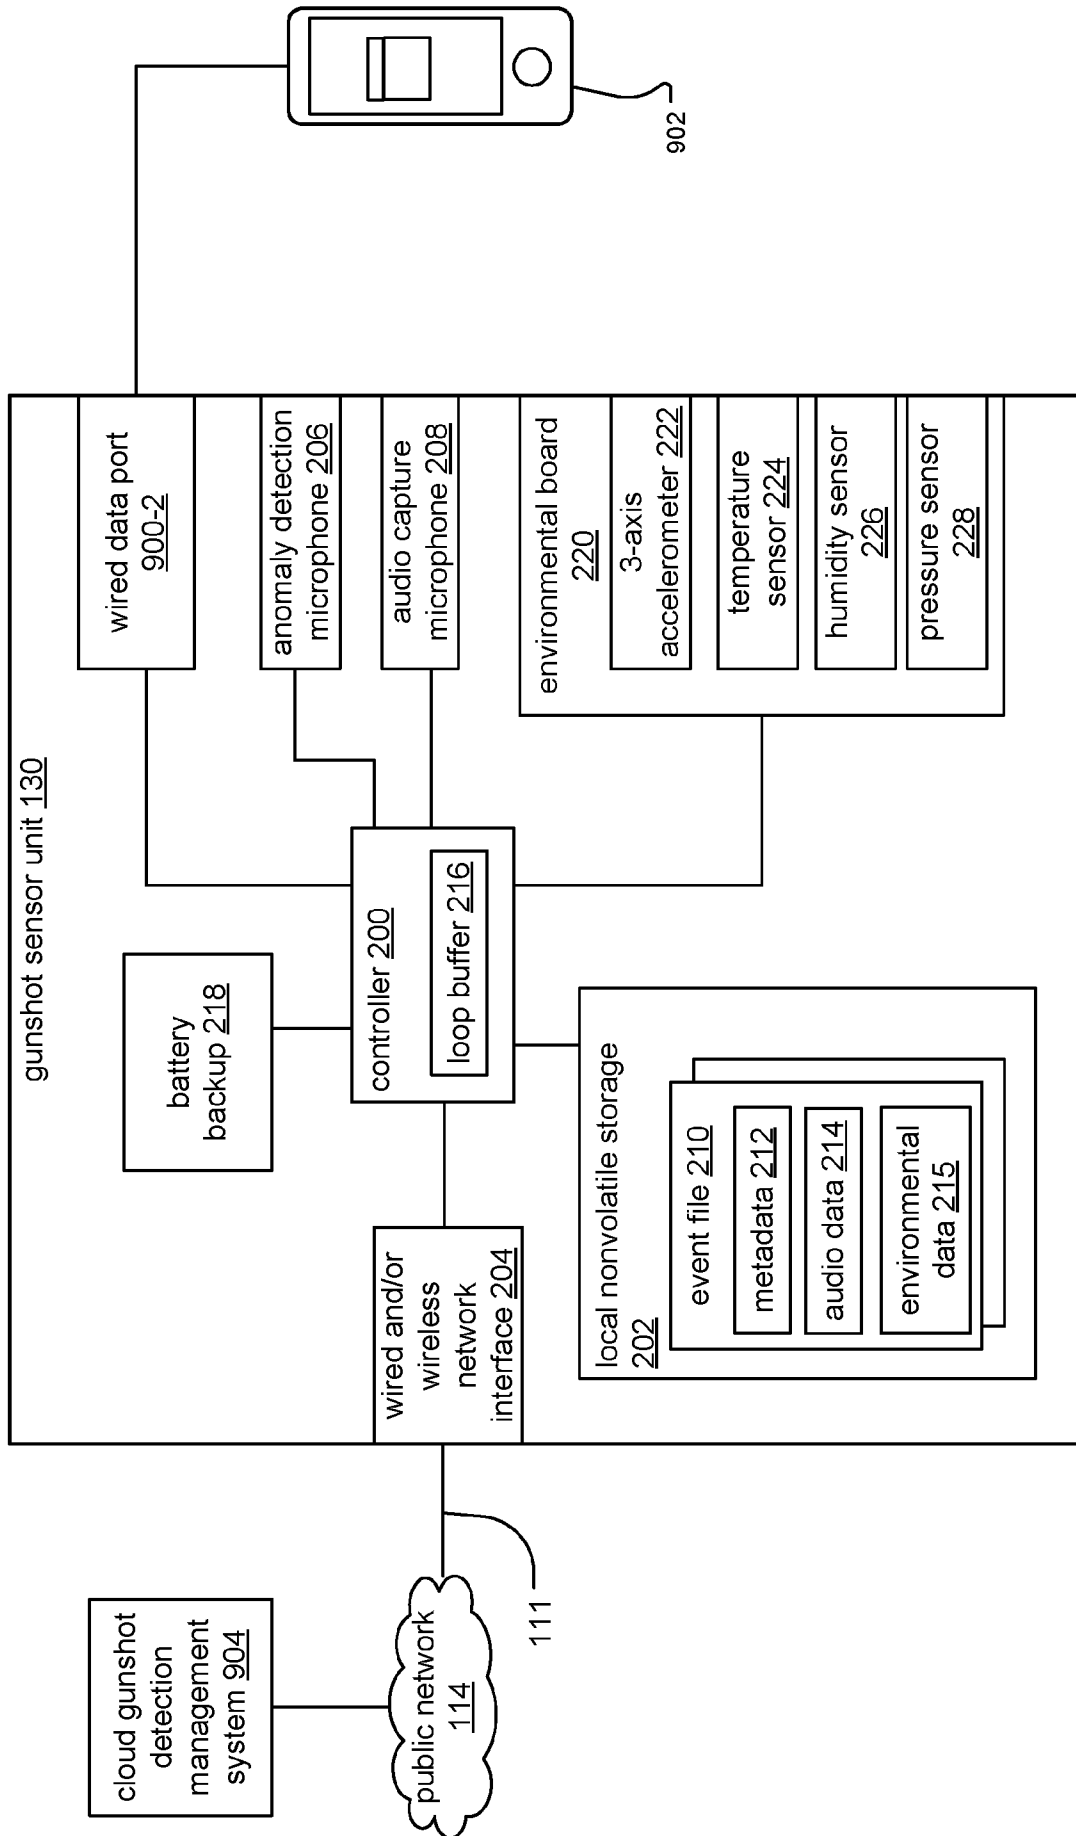 gunshot sensor unit 130
cloud gunshot
detection
management
system 904
public network
114
111
wired and/or
wireless
network
interface 204
battery
backup 218
controller 200
loop buffer 216
local nonvolatile storage
202
event file 210
metadata 212
audio data 214
environmental
data 215
wired data port
900-2
anomaly detection
microphone 206
audio capture
microphone 208
environmental board
220
3-axis
accelerometer 222
temperature
sensor 224
humidity sensor
226
pressure sensor
228
902